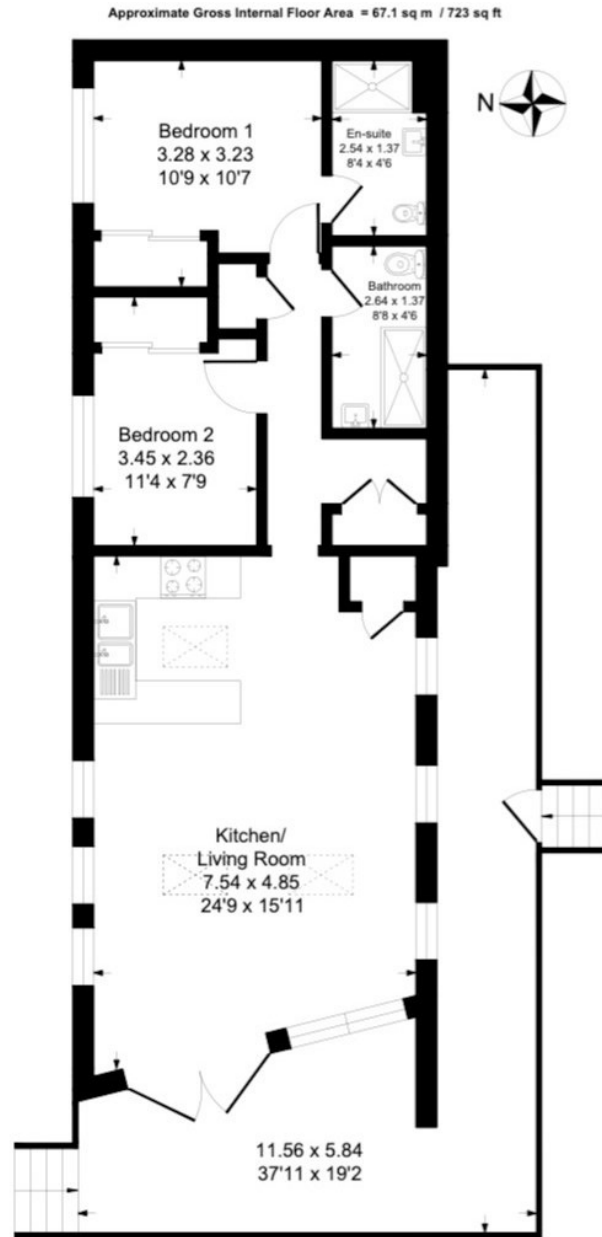 Approximate Gross Internal Floor Area = 67.1 sq m / 723 sq ft
N
Bedroom 1
3.28 x 3.23
10'9 x 10'7
En-suite
2.54 x 1.37
8'4 x 4'6
Bathroom
2.64 x 1.37
8'8 x 4'6
Bedroom 2
3.45 x 2.36
11'4 x 7'9
Kitchen/
Living Room
7.54 x 4.85
24'9 x 15'11
11.56 x 5.84
37'11 x 19'2